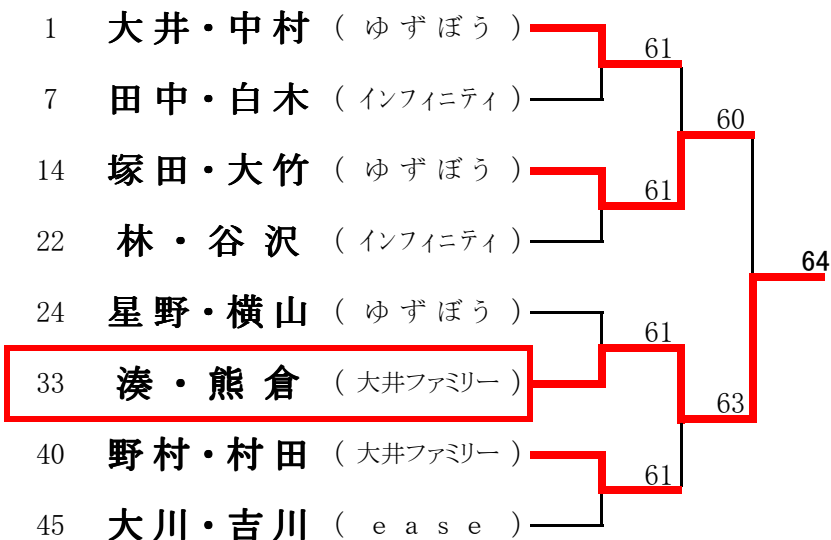 1 大井・中村 (ゆずぼう)
61
7 田中・白木 (インフィニティ)
60
14 塚田・大竹 (ゆずぼう)
61
22 林・谷沢 (インフィニティ)
64
24 星野・横山 (ゆずぼう)
61
33 湊・熊倉 (大井ファミリー)
63
40 野村・村田 (大井ファミリー)
61
45 大川・吉川 (ease)